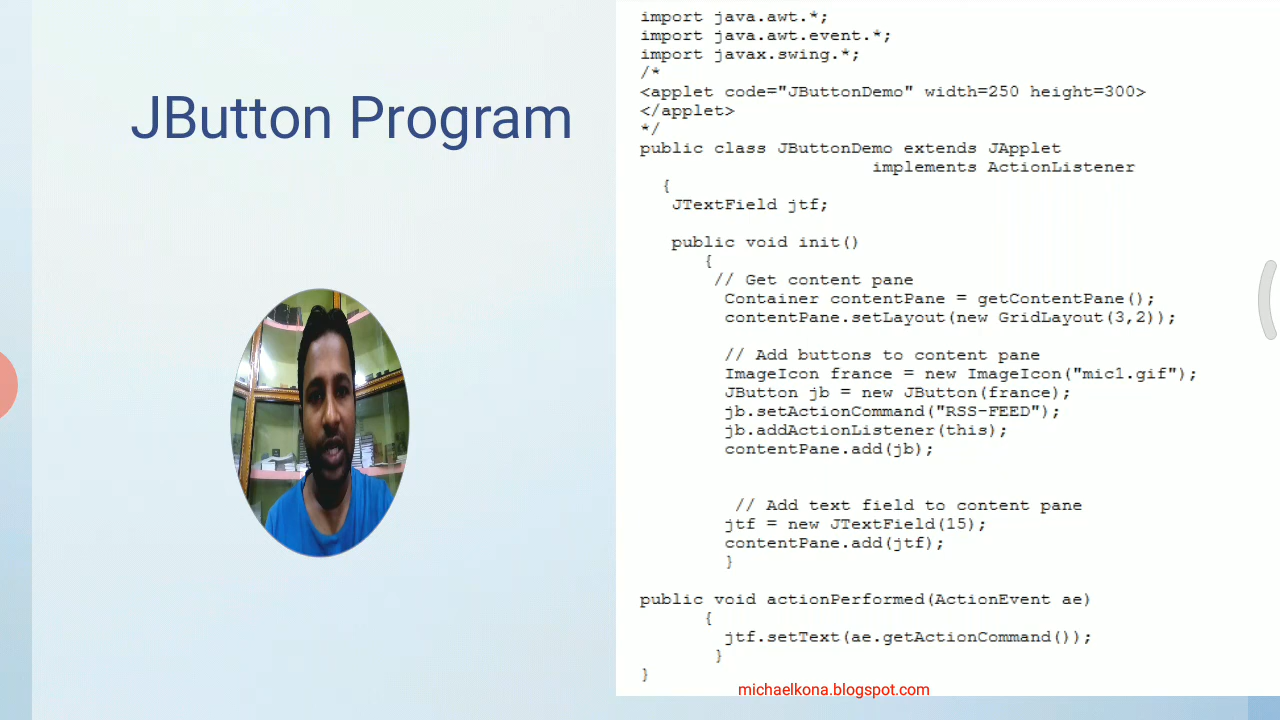 JButton Program
import java.awt.*;
import java.awt.event.*;
import javax.swing.*;
/*
<applet code="JButtonDemo" width=250 height=300>
</applet>
*/
public class JButtonDemo extends JApplet
implements ActionListener
{
JTextField jtf;
public void init()
{
// Get content pane
Container contentPane = getContentPane();
contentPane.setLayout(new GridLayout(3,2));
// Add buttons to content pane
ImageIcon france = new ImageIcon("mic1.gif");
JButton jb = new JButton(france);
jb.setActionCommand("RSS-FEED");
jb.addActionListener(this);
contentPane.add(jb);
// Add text field to content pane
jtf = new JTextField(15);
contentPane.add(jtf);
}
public void actionPerformed(ActionEvent ae)
{
jtf.setText(ae.getActionCommand());
}
}
michaelkona.blogspot.com